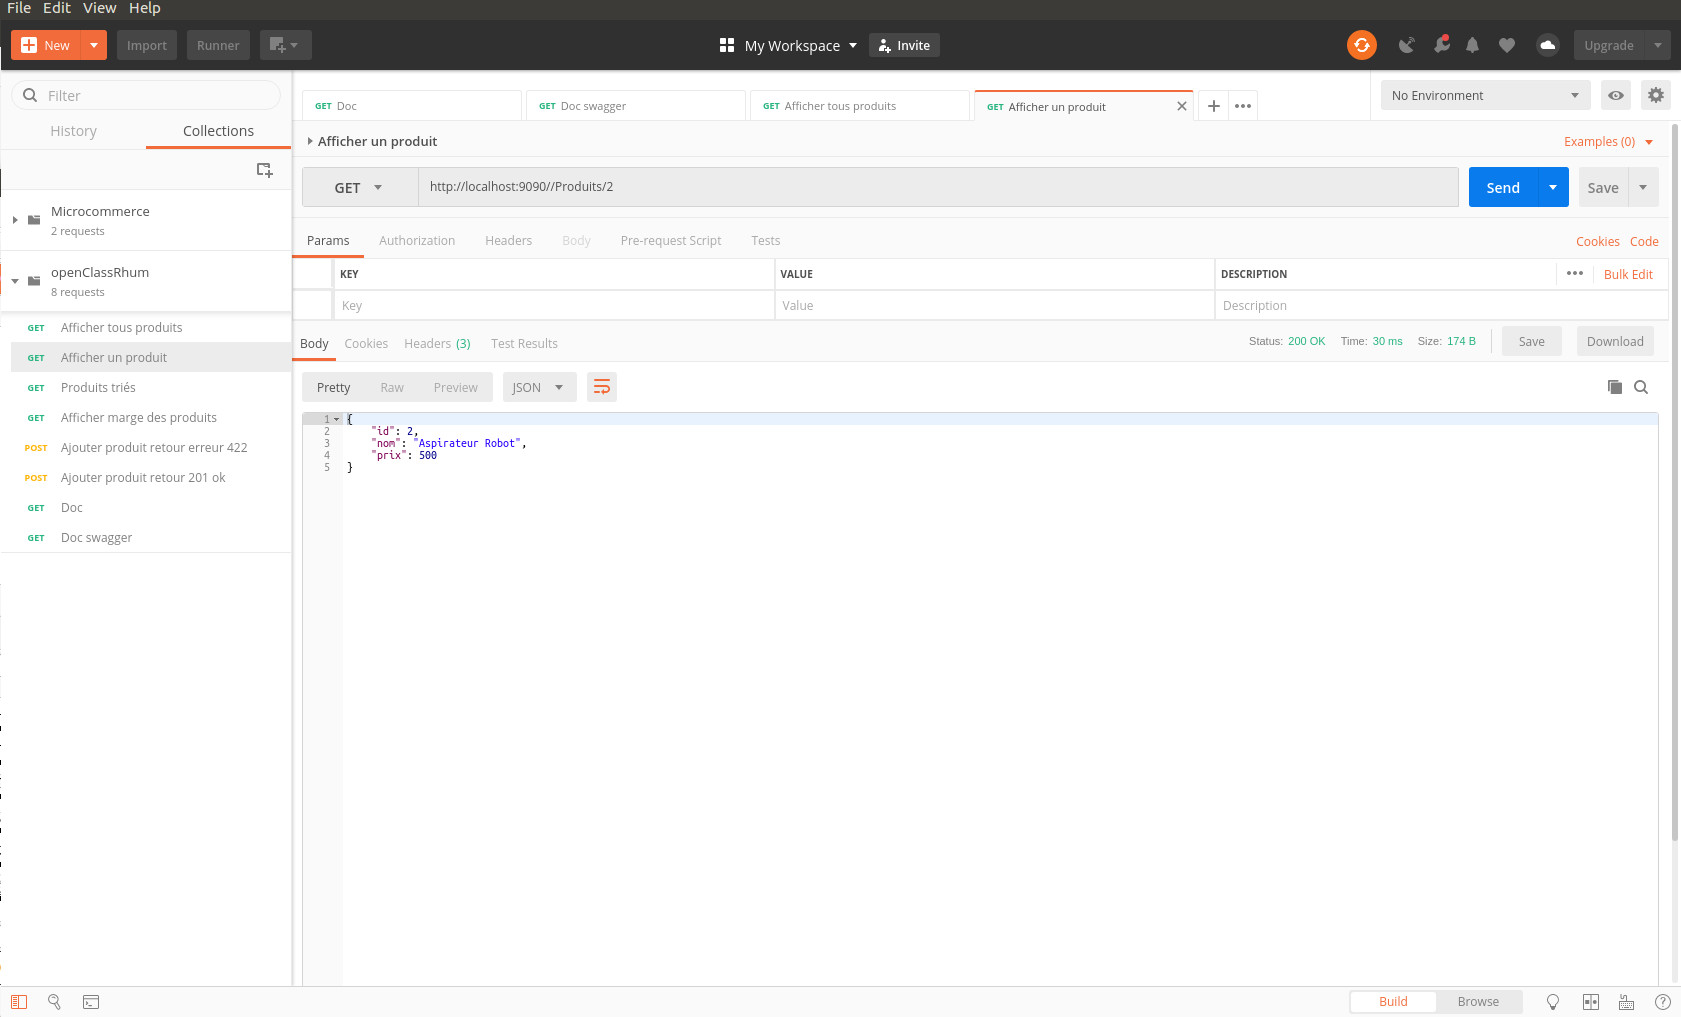 File Edit View Help
New Import Runner My Workspace Invite Upgrade
Filter
History Collections
Microcommerce
2 requests
openClassRhum
8 requests
GET Afficher tous produits
GET Afficher un produit
GET Produits triés
GET Afficher marge des produits
POST Ajouter produit retour erreur 422
POST Ajouter produit retour 201 ok
GET Doc
GET Doc swagger
GET Doc GET Doc swagger GET Afficher tous produits GET Afficher un produit
No Environment
Afficher un produit Examples (0)
GET http://localhost:9090//Produits/2 Send Save
Params Authorization Headers Body Pre-request Script Tests Cookies Code
KEY VALUE DESCRIPTION Bulk Edit
Key Value Description
Body Cookies Headers (3) Test Results Status: 200 OK Time: 30 ms Size: 174 B Save Download
Pretty Raw Preview JSON
1 {
2 "id": 2,
3 "nom": "Aspirateur Robot",
4 "prix": 500
5 }
Build Browse